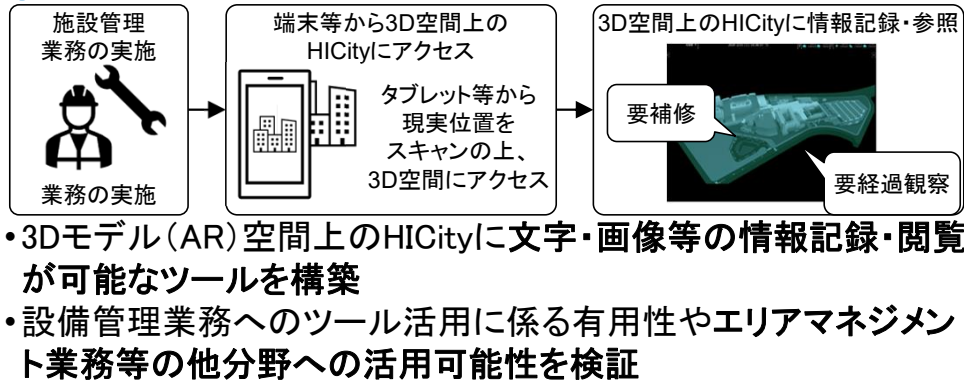 施設管理
業務の実施
業務の実施
端末等から3D空間上の
HICityにアクセス
タブレット等から
現実位置を
スキャンの上、
3D空間にアクセス
3D空間上のHICityに情報記録・参照
要補修
要経過観察
•3Dモデル（AR）空間上のHICityに文字・画像等の情報記録・閲覧
が可能なツールを構築
•設備管理業務へのツール活用に係る有用性やエリアマネジメン
ト業務等の他分野への活用可能性を検証